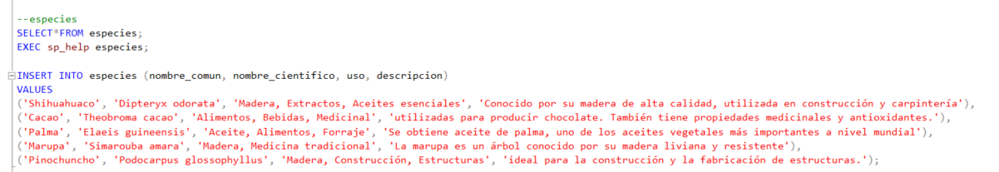 --especies
SELECT*FROM especies;
EXEC sp_help especies;
INSERT INTO especies (nombre_comun, nombre_cientifico, uso, descripcion)
VALUES
('Shihuahuaco', 'Dipteryx odorata', 'Madera, Extractos, Aceites esenciales', 'Conocido por su madera de alta calidad, utilizada en construcción y carpintería'),
('Cacao', 'Theobroma cacao', 'Alimentos, Bebidas, Medicinal', 'utilizadas para producir chocolate. También tiene propiedades medicinales y antioxidantes.'),
('Palma', 'Elaeis guineensis', 'Aceite, Alimentos, Forraje', 'Se obtiene aceite de palma, uno de los aceites vegetales más importantes a nivel mundial'),
('Marupa', 'Simarouba amara', 'Madera, Medicina tradicional', 'La marupa es un árbol conocido por su madera liviana y resistente'),
('Pinochuncho', 'Podocarpus glossophyllus', 'Madera, Construcción, Estructuras', 'ideal para la construcción y la fabricación de estructuras.');